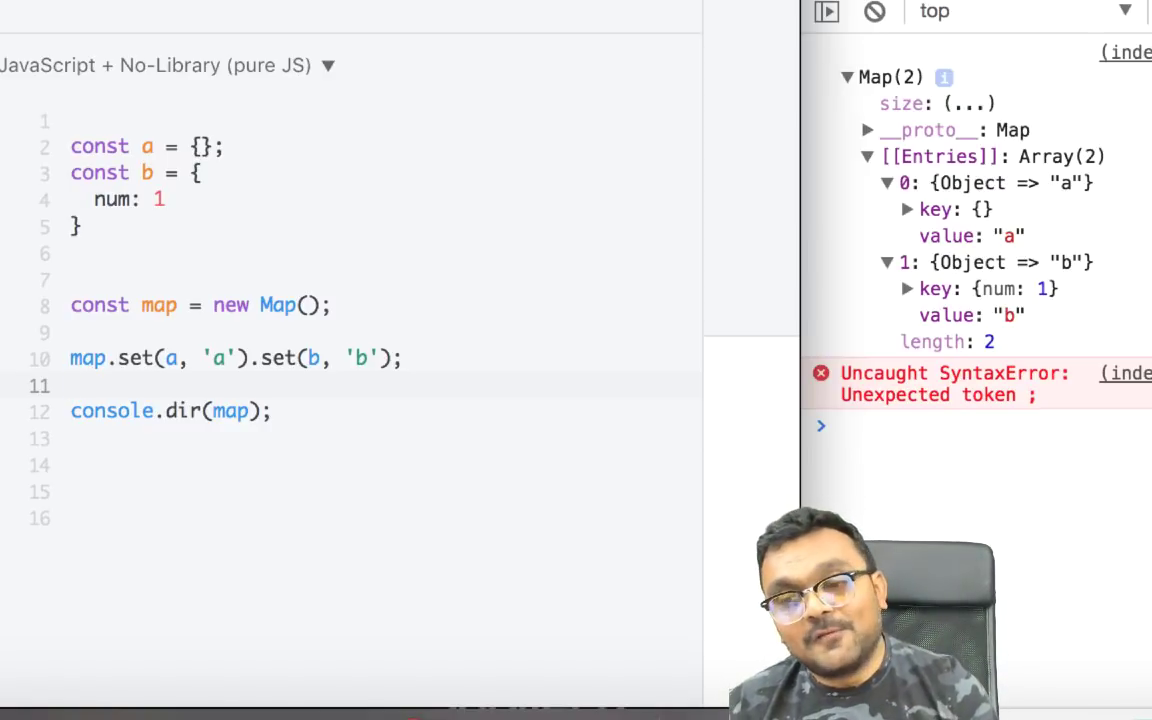 top
JavaScript + No-Library (pure JS) ▼
(inde
1
2 const a = {};
3 const b = {
4 num: 1
5 }
6
7
8 const map = new Map();
9
10 map.set(a, 'a').set(b, 'b');
11
12 console.dir(map);
13
14
15
16
▼Map(2) i
size: (...)
▶__proto__: Map
▼[[Entries]]: Array(2)
▼0: {Object => "a"}
▶key: {}
value: "a"
▼1: {Object => "b"}
▶key: {num: 1}
value: "b"
length: 2
Uncaught SyntaxError: (inde
Unexpected token ;
>